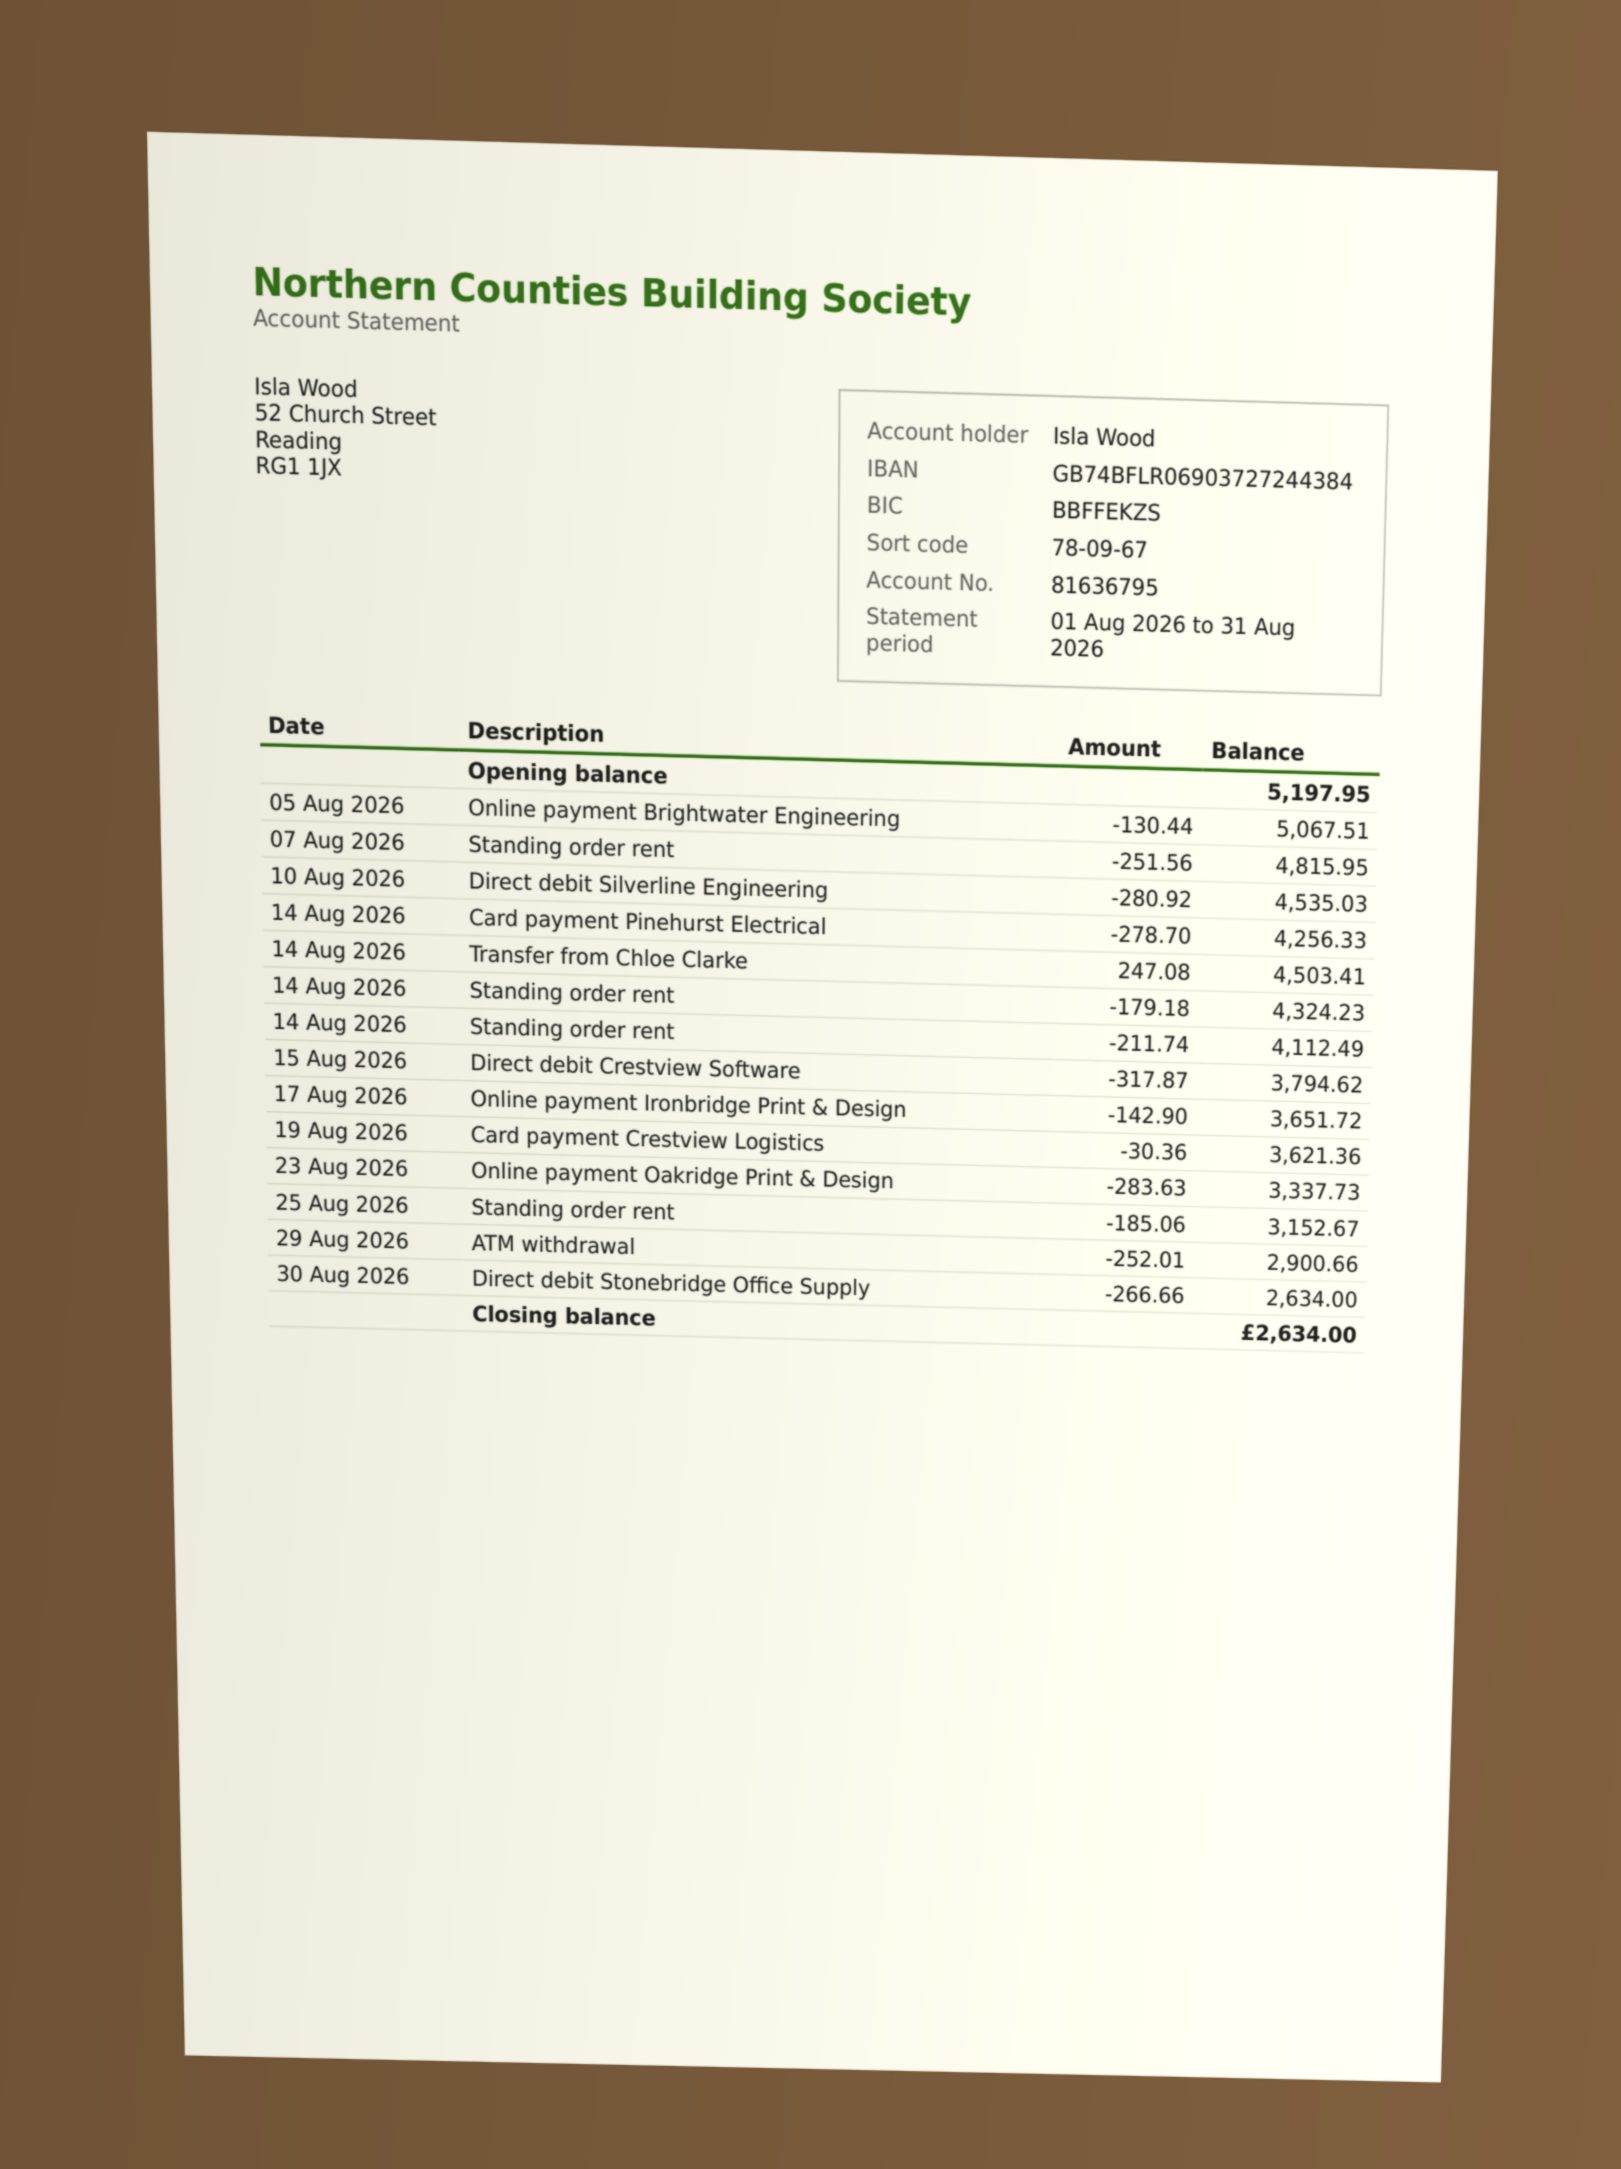 Northern Counties Building Society
Account Statement
Isla Wood
52 Church Street
Reading
RG1 1JX
Account holder Isla Wood
IBAN GB74BFLR06903727244384
BIC BBFFEKZS
Sort code 78-09-67
Account No. 81636795
Statement period 01 Aug 2026 to 31 Aug 2026
Date Description Amount Balance
Opening balance 5,197.95
05 Aug 2026 Online payment Brightwater Engineering -130.44 5,067.51
07 Aug 2026 Standing order rent -251.56 4,815.95
10 Aug 2026 Direct debit Silverline Engineering -280.92 4,535.03
14 Aug 2026 Card payment Pinehurst Electrical -278.70 4,256.33
14 Aug 2026 Transfer from Chloe Clarke 247.08 4,503.41
14 Aug 2026 Standing order rent -179.18 4,324.23
14 Aug 2026 Standing order rent -211.74 4,112.49
15 Aug 2026 Direct debit Crestview Software -317.87 3,794.62
17 Aug 2026 Online payment Ironbridge Print & Design -142.90 3,651.72
19 Aug 2026 Card payment Crestview Logistics -30.36 3,621.36
23 Aug 2026 Online payment Oakridge Print & Design -283.63 3,337.73
25 Aug 2026 Standing order rent -185.06 3,152.67
29 Aug 2026 ATM withdrawal -252.01 2,900.66
30 Aug 2026 Direct debit Stonebridge Office Supply -266.66 2,634.00
Closing balance £2,634.00